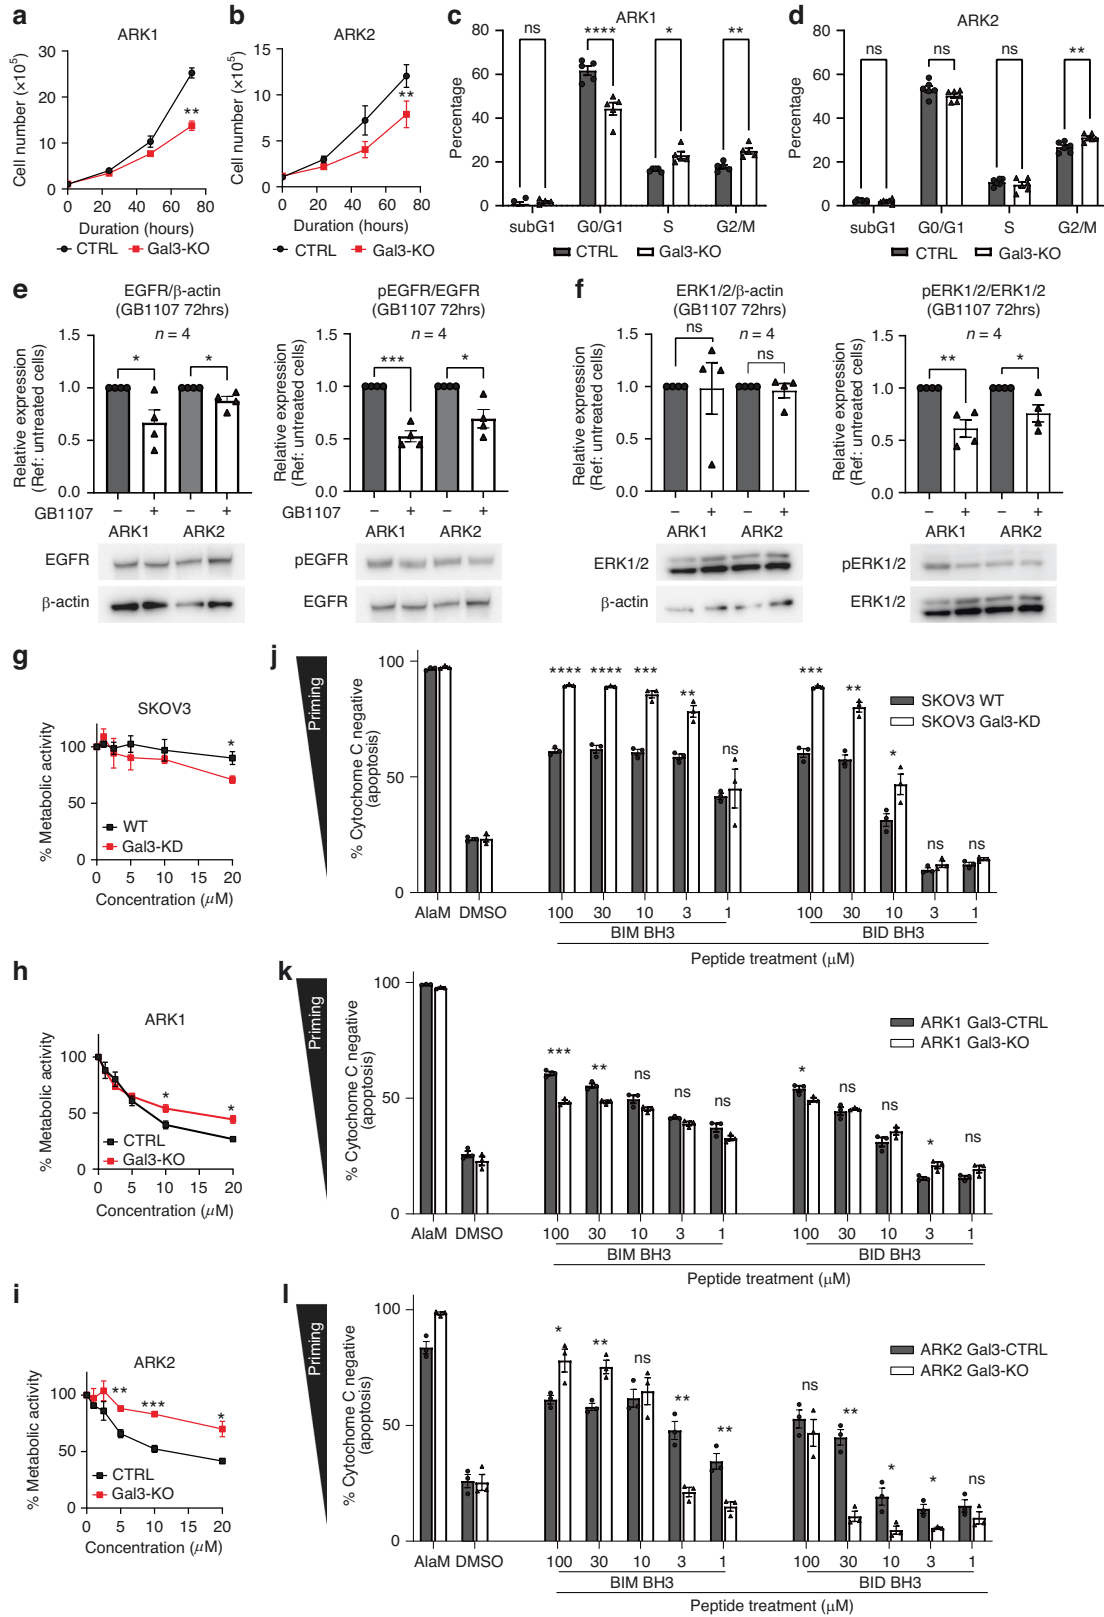 a
ARK1
Cell number (×10⁵)
30
20
10
0
**
0 20 40 60 80
Duration (hours)
CTRL Gal3-KO
b
ARK2
Cell number (×10⁵)
15
10
5
0
**
0 20 40 60 80
Duration (hours)
CTRL Gal3-KO
c
ARK1
Percentage
80
60
40
20
0
ns **** * **
subG1 G0/G1 S G2/M
CTRL Gal3-KO
d
ARK2
Percentage
80
60
40
20
0
ns ns ns **
subG1 G0/G1 S G2/M
CTRL Gal3-KO
e
EGFR/β-actin
(GB1107 72hrs)
n = 4
Relative expression
(Ref: untreated cells)
1.5
1.0
0.5
0.0
* *
GB1107 − + − +
ARK1 ARK2
EGFR
β-actin
pEGFR/EGFR
(GB1107 72hrs)
n = 4
Relative expression
(Ref: untreated cells)
1.5
1.0
0.5
0.0
*** *
GB1107 − + − +
ARK1 ARK2
pEGFR
EGFR
f
ERK1/2/β-actin
(GB1107 72hrs)
n = 4
Relative expression
(Ref: untreated cells)
1.5
1.0
0.5
0.0
ns ns
− + − +
ARK1 ARK2
ERK1/2
β-actin
pERK1/2/ERK1/2
(GB1107 72hrs)
n = 4
Relative expression
(Ref: untreated cells)
1.5
1.0
0.5
0.0
** *
− + − +
ARK1 ARK2
pERK1/2
ERK1/2
g
SKOV3
% Metabolic activity
100
50
0
*
WT
Gal3-KD
0 5 10 15 20
Concentration (μM)
j
Priming
% Cytochome C negative
(apoptosis)
100
50
0
**** **** *** ** ns *** ** * ns ns
SKOV3 WT
SKOV3 Gal3-KD
AlaM DMSO 100 30 10 3 1 100 30 10 3 1
BIM BH3 BID BH3
Peptide treatment (μM)
h
ARK1
% Metabolic activity
100
50
0
* *
CTRL
Gal3-KO
0 5 10 15 20
Concentration (μM)
k
Priming
% Cytochome C negative
(apoptosis)
100
50
0
*** ** ns ns ns * ns ns * ns
ARK1 Gal3-CTRL
ARK1 Gal3-KO
AlaM DMSO 100 30 10 3 1 100 30 10 3 1
BIM BH3 BID BH3
Peptide treatment (μM)
i
ARK2
% Metabolic activity
100
50
0
** *** *
CTRL
Gal3-KO
0 5 10 15 20
Concentration (μM)
l
Priming
% Cytochome C negative
(apoptosis)
100
50
0
* ** ns ** ** ns ** * * ns
ARK2 Gal3-CTRL
ARK2 Gal3-KO
AlaM DMSO 100 30 10 3 1 100 30 10 3 1
BIM BH3 BID BH3
Peptide treatment (μM)